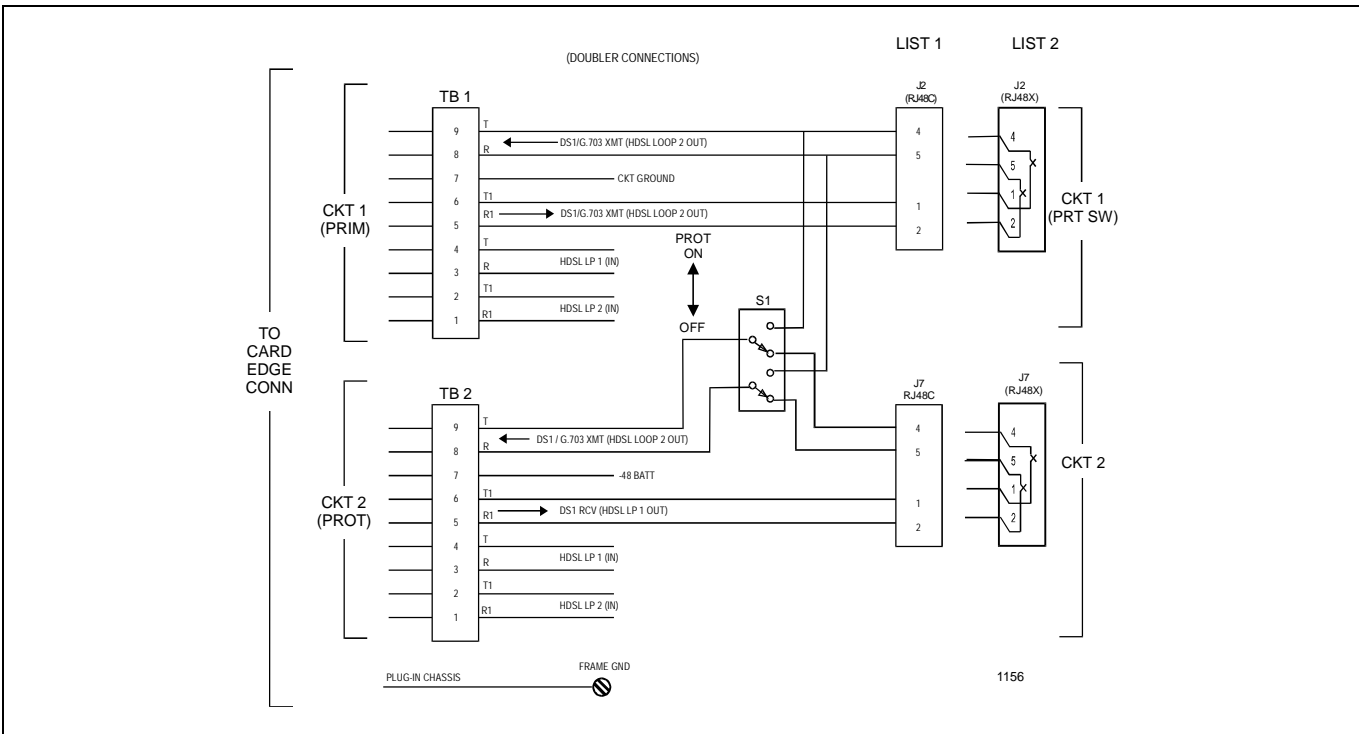 LIST 1
LIST 2
(DOUBLER CONNECTIONS)
J2
(RJ48C)
J2
(RJ48X)
TB 1
9
T
8
R
DS1/G.703 XMT (HDSL LOOP 2 OUT)
7
CKT GROUND
6
T1
5
R1
DS1/G.703 XMT (HDSL LOOP 2 OUT)
4
T
3
R
HDSL LP 1 (IN)
2
T1
1
R1
HDSL LP 2 (IN)
CKT 1
(PRIM)
4
5
1
2
4
5
1
2
CKT 1
(PRT SW)
PROT
ON
OFF
S1
TO
CARD
EDGE
CONN
TB 2
9
T
8
R
DS1 / G.703 XMT (HDSL LOOP 2 OUT)
7
-48 BATT
6
T1
5
R1
DS1 RCV (HDSL LP 1 OUT)
4
T
3
R
HDSL LP 1 (IN)
2
T1
1
R1
HDSL LP 2 (IN)
CKT 2
(PROT)
J7
RJ48C
4
5
1
2
J7
(RJ48X)
4
5
1
2
CKT 2
PLUG-IN CHASSIS
FRAME GND
1156